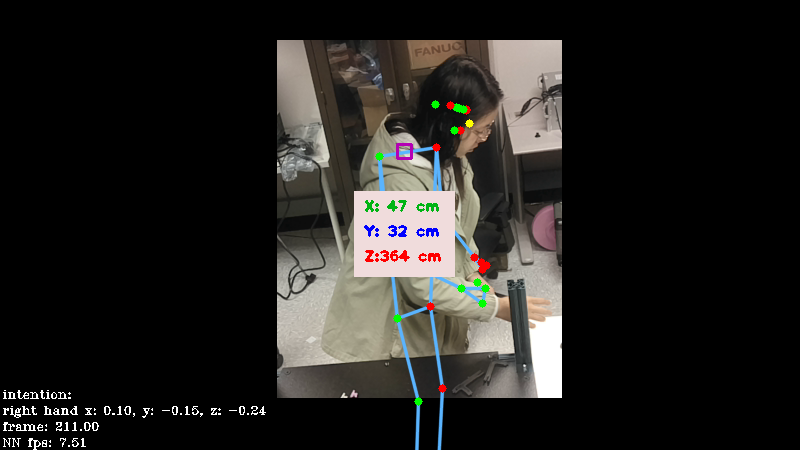 FANUC
X: 47 cm
Y: 32 cm
Z:364 cm
intention:
right hand x: 0.10, y: -0.15, z: -0.24
frame: 211.00
NN fps: 7.51